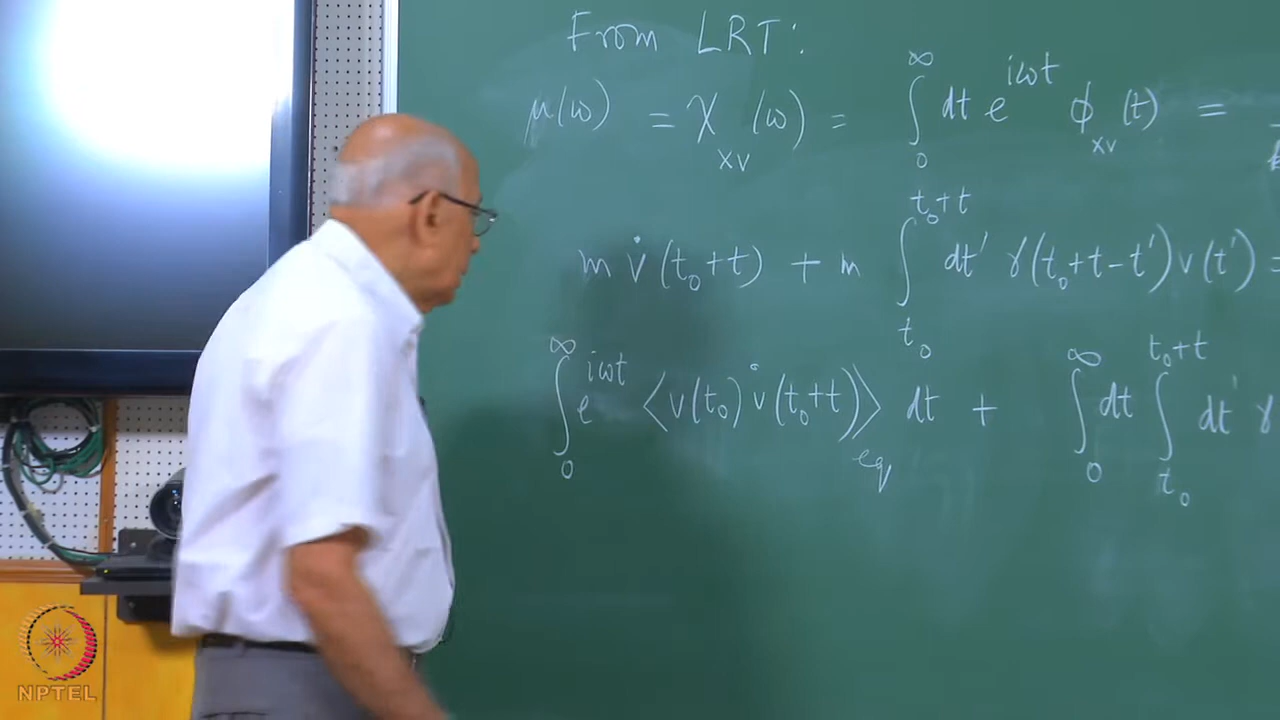 From LRT:
μ(ω) = χ_XV (ω) = ∫_0^∞ dt e^{iωt} ϕ_XV (t) =
m v̇(t₀+t) + m ∫_{t₀}^{t₀+t} dt' γ(t₀+t-t') v(t') =
∫_0^∞ e^{iωt} ⟨v(t₀) v̇(t₀+t)⟩_eq dt + ∫_0^∞ dt ∫_{t₀}^{t₀+t} dt' γ
NPTEL